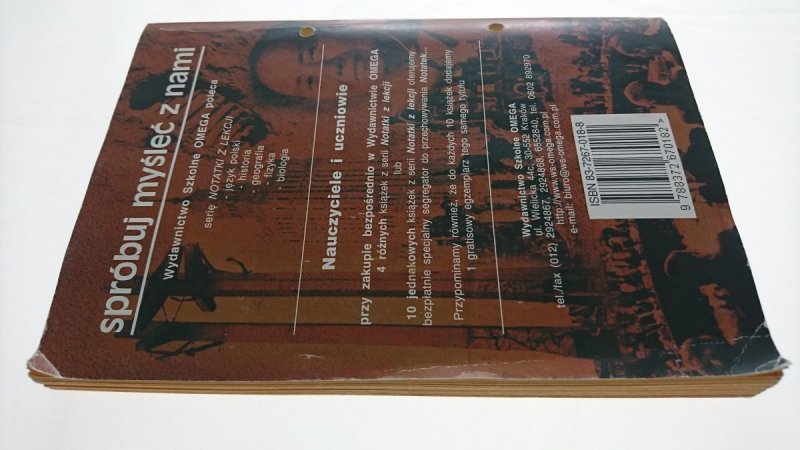 spróbuj myśleć z nami
Wydawnictwo Szkolne OMEGA poleca
serię NOTATKI Z LEKCJI:
· język polski
· historia
· geografia
· fizyka
· biologia
Nauczyciele i uczniowie
przy zakupie bezpośrednio w Wydawnictwie OMEGA
4 różnych książek z serii Notatki z lekcji
lub
10 jednakowych książek z serii Notatki z lekcji oferujemy
bezpłatnie specjalny segregator do przechowywania Notatek...
Przypominamy również, że do każdych 10 książek dodajemy
1 gratisowy egzemplarz tego samego tytułu
Wydawnictwo Szkolne OMEGA
ul. Wielicka 44c, 30-552 Kraków
tel./fax (012) 2924867, 2924868, 6552840, tel. 0602 892970
http://www.ws-omega.com.pl
e-mail: biuro@ws-omega.com.pl
ISBN 83-7267-018-8
9 788372 670182 >